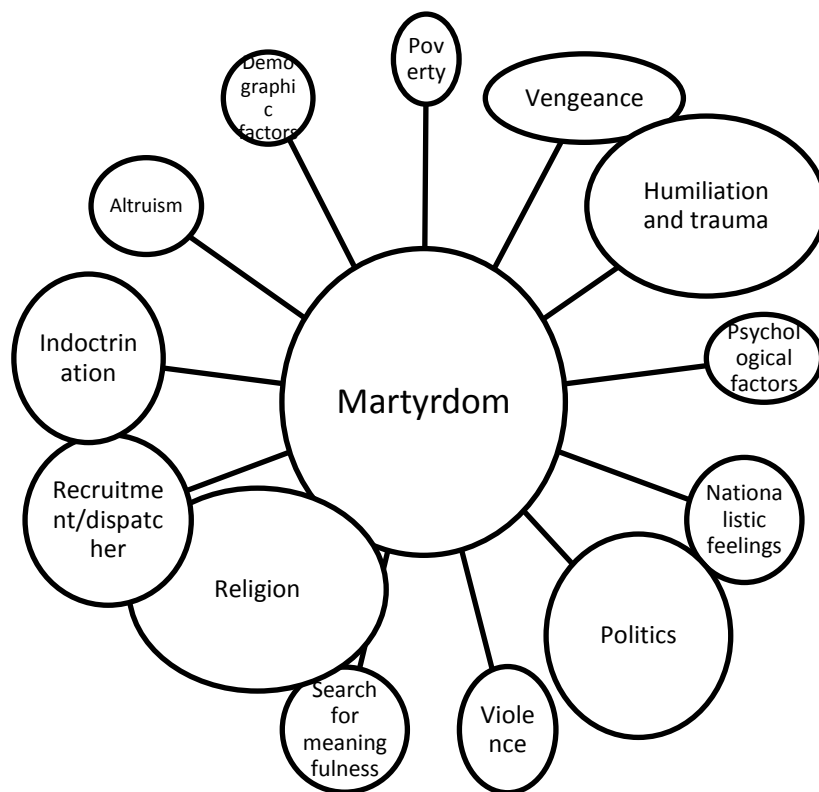 Pov
erty
Demo
graphi
c
factors
Vengeance
Humiliation
and trauma
Altruism
Indoctrin
ation
Psychol
ogical
factors
Martyrdom
Recruitme
nt/dispatc
her
Nationa
listic
feelings
Religion
Politics
Search
for
meaning
fulness
Viole
nce